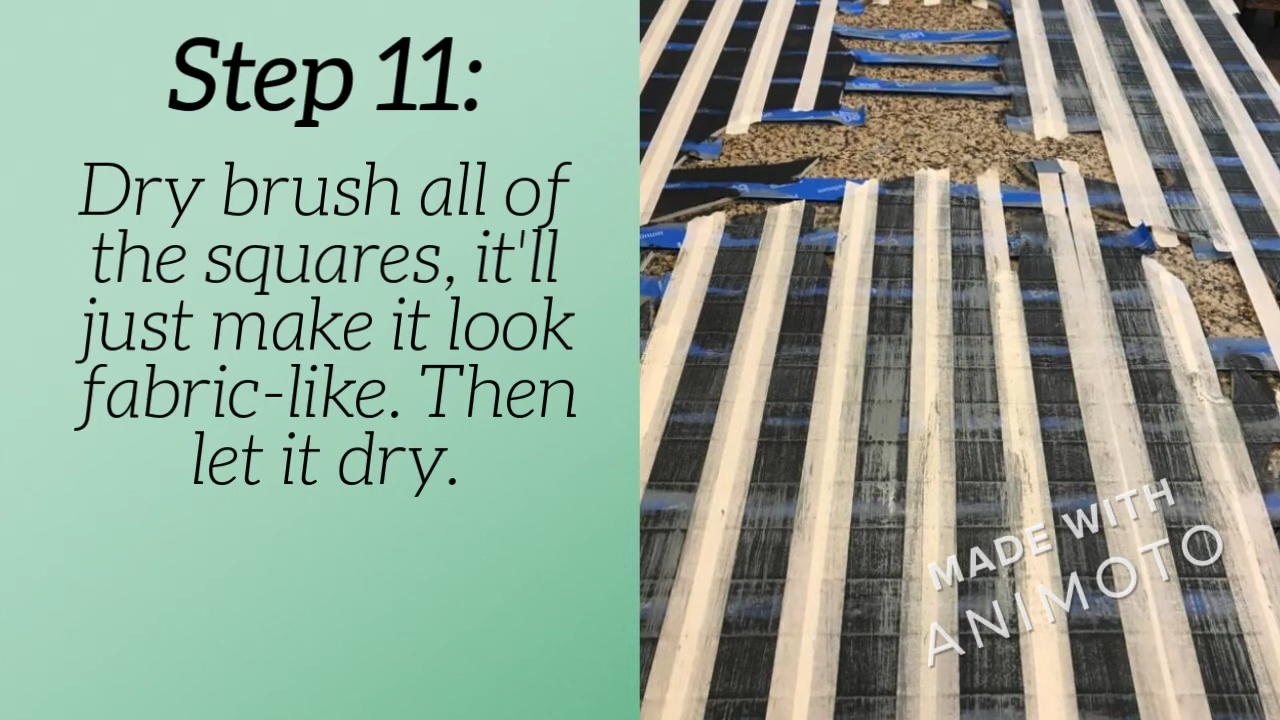 Step 11:
Dry brush all of
the squares, it'll
just make it look
fabric-like. Then
let it dry.
MADE WITH
ANIMOTO